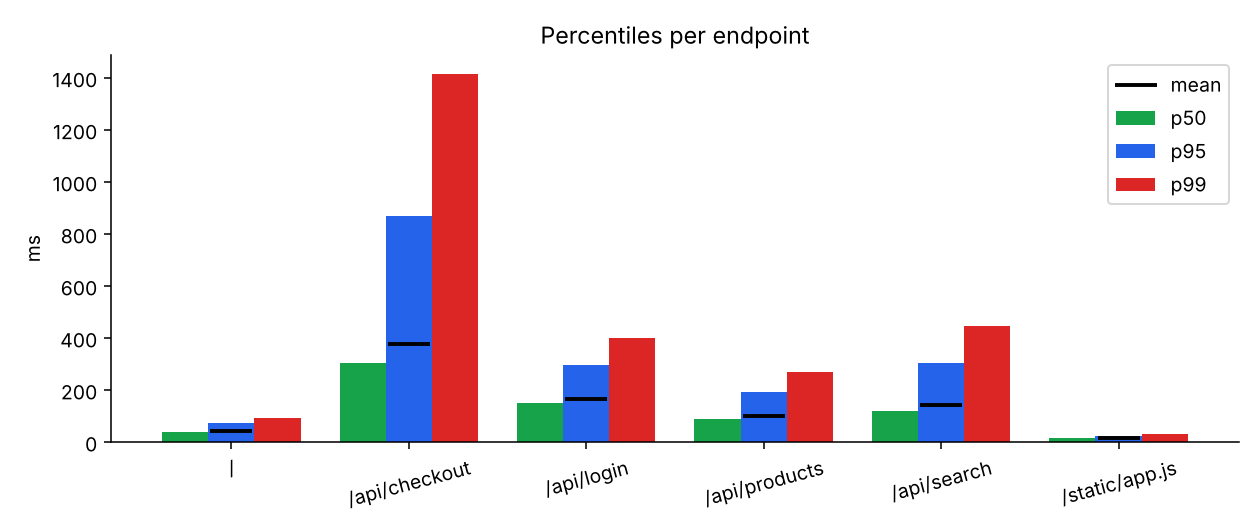 Percentiles per endpoint
mean
p50
p95
p99
ms
1400
1200
1000
800
600
400
200
0
/
/api/checkout
/api/login
/api/products
/api/search
/static/app.js